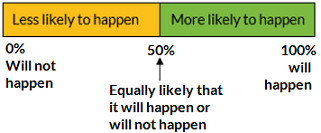 Less likely to happen
More likely to happen
0%
50%
100%
Will not
happen
will
happen
Equally likely that
it will happen or
will not happen